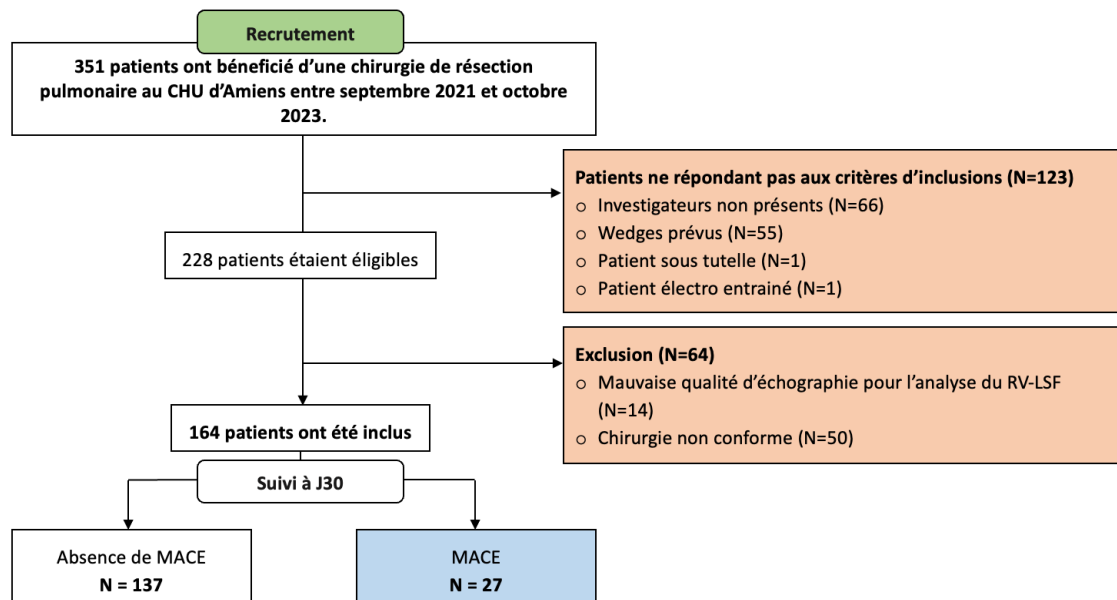 Recrutement
351 patients ont bénéficié d’une chirurgie de résection
pulmonaire au CHU d’Amiens entre septembre 2021 et octobre
2023.
Patients ne répondant pas aux critères d’inclusions (N=123)
○ Investigateurs non présents (N=66)
○ Wedges prévus (N=55)
○ Patient sous tutelle (N=1)
○ Patient électro entrainé (N=1)
228 patients étaient éligibles
Exclusion (N=64)
○ Mauvaise qualité d’échographie pour l’analyse du RV-LSF
(N=14)
○ Chirurgie non conforme (N=50)
164 patients ont été inclus
Suivi à J30
Absence de MACE
N = 137
MACE
N = 27